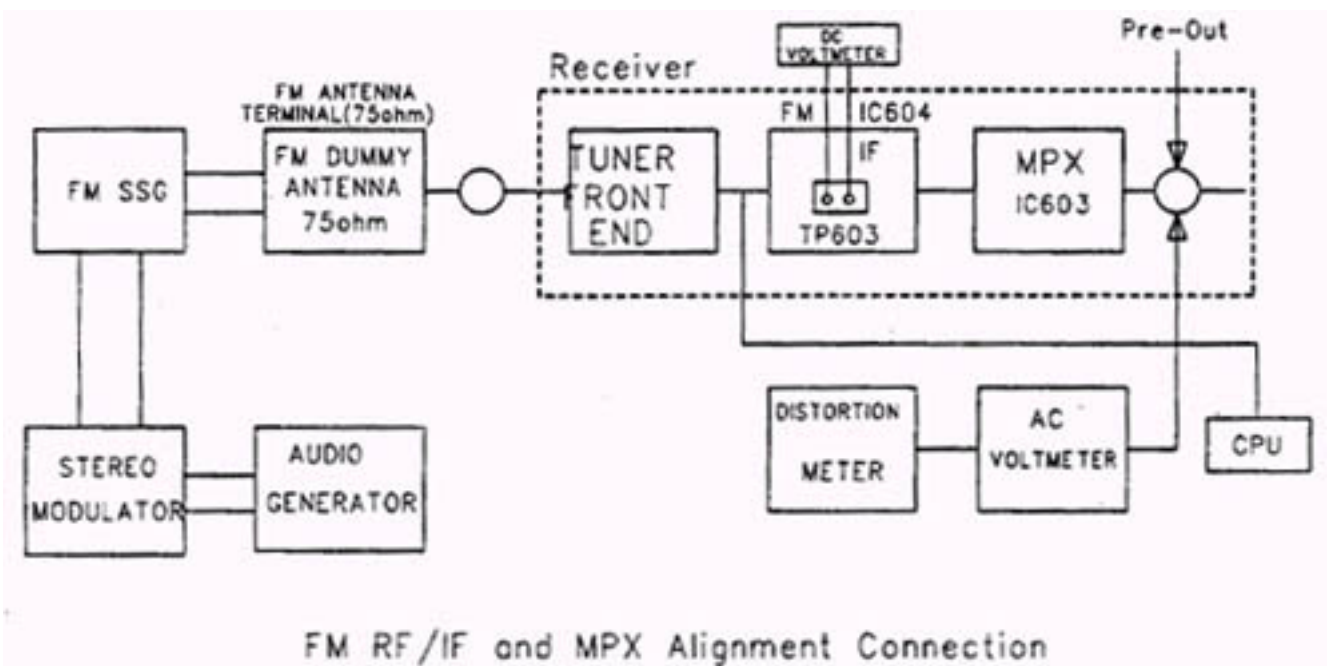 DC
VOLTMETER
Pre-Out
Receiver
FM ANTENNA
TERMINAL(75ohm)
FM SSG
FM DUMMY
ANTENNA
75ohm
TUNER
FRONT
END
FM IC604
IF
TP603
MPX
IC603
STEREO
MODULATOR
AUDIO
GENERATOR
DISTORTION
METER
AC
VOLTMETER
CPU
FM RF/IF and MPX Alignment Connection